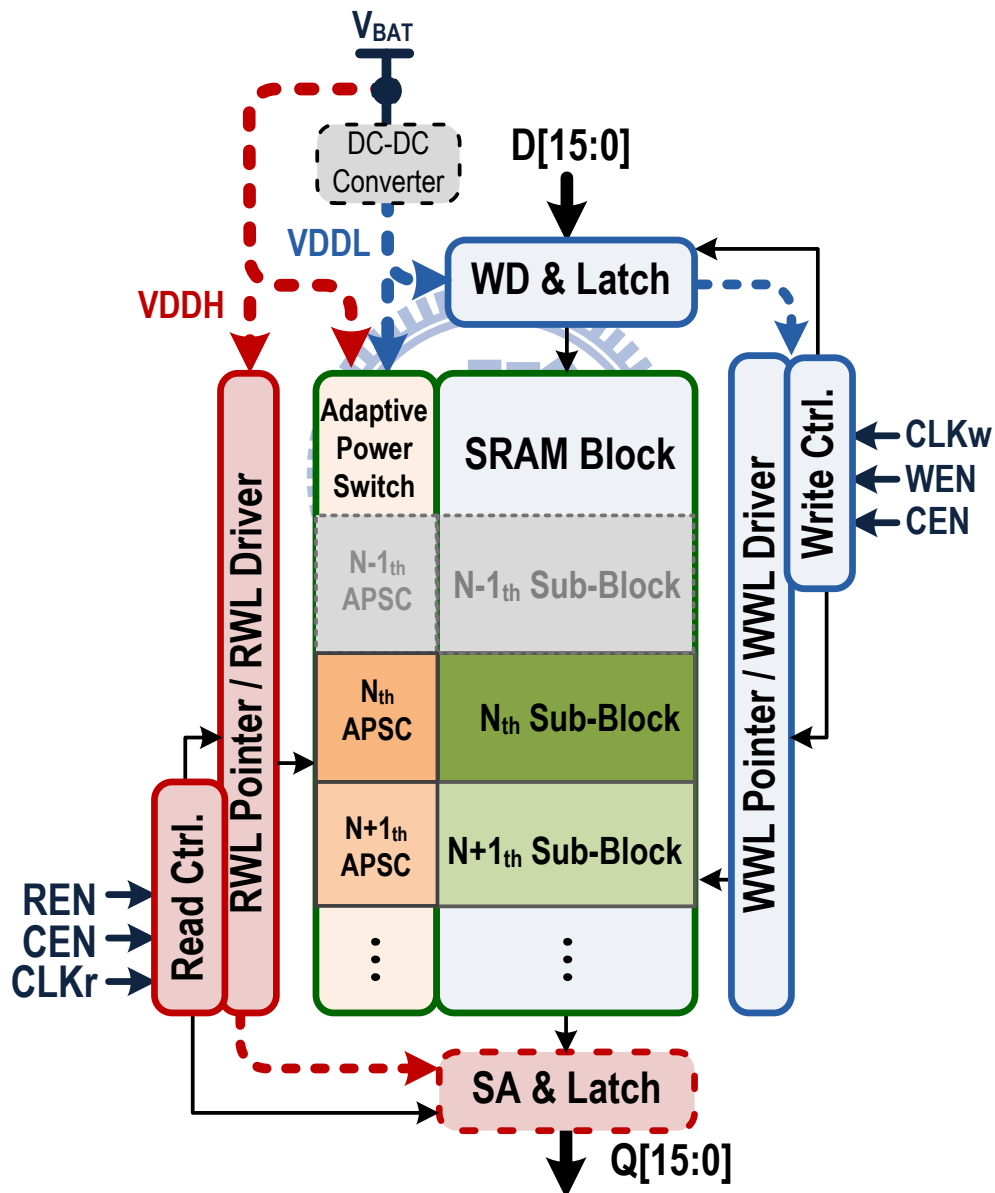 VBAT
DC-DC
Converter
D[15:0]
VDDL
WD & Latch
VDDH
Adaptive
Power
Switch
SRAM Block
Write Ctrl.
CLKw
WEN
CEN
WWL Pointer / WWL Driver
RWL Pointer / RWL Driver
N-1th
APSC
N-1th Sub-Block
Nth
APSC
Nth Sub-Block
N+1th
APSC
N+1th Sub-Block
Read Ctrl.
REN
CEN
CLKr
SA & Latch
Q[15:0]